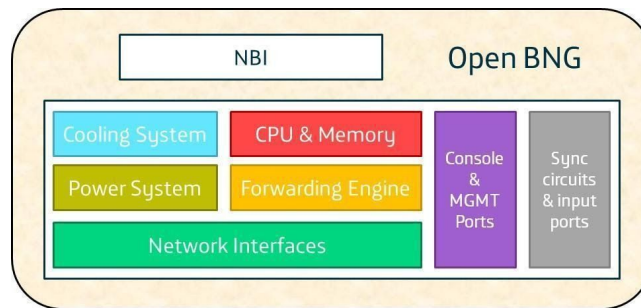 NBI
Open BNG
Cooling System
CPU & Memory
Power System
Forwarding Engine
Network Interfaces
Console
&
MGMT
Ports
Sync
circuits
& input
ports